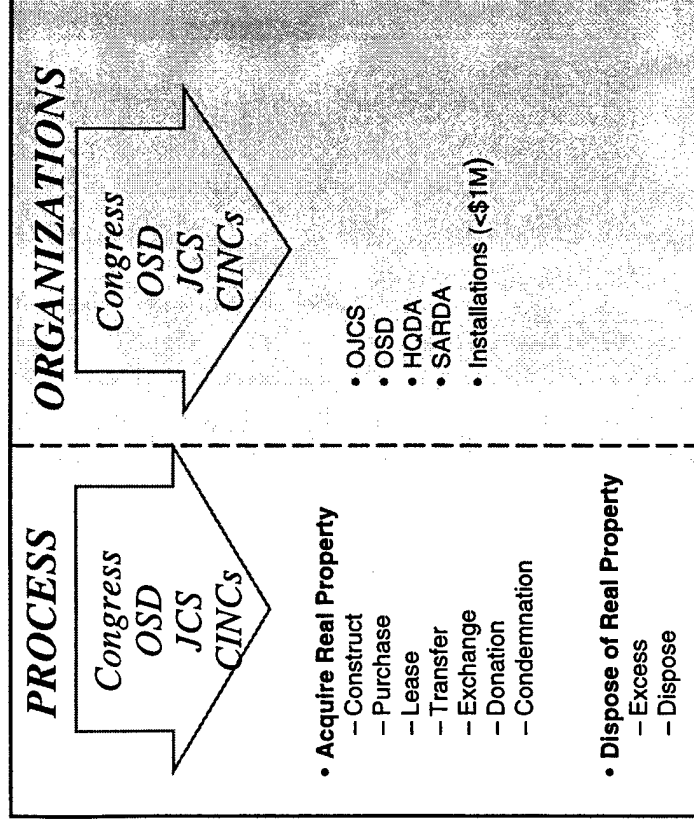 PROCESS
Congress
OSD
JCS
CINCs
• Acquire Real Property
– Construct
– Purchase
– Lease
– Transfer
– Exchange
– Donation
– Condemnation
• Dispose of Real Property
– Excess
– Dispose
ORGANIZATIONS
Congress
OSD
JCS
CINCs
• OJCS
• OSD
• HQDA
• SARDA
• Installations (<$1M)